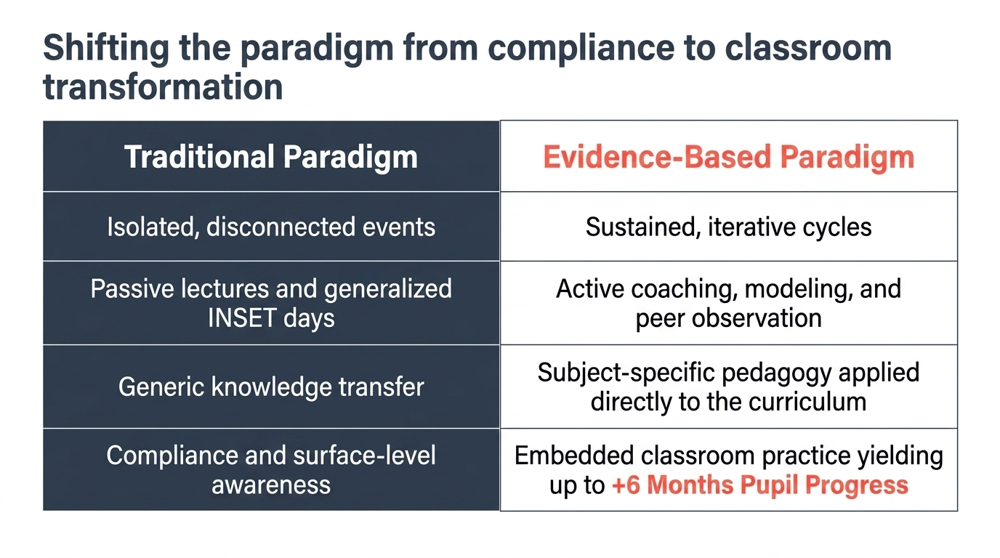 Shifting the paradigm from compliance to classroom
transformation
Traditional Paradigm
Evidence-Based Paradigm
Isolated, disconnected events
Sustained, iterative cycles
Passive lectures and generalized
INSET days
Active coaching, modeling, and
peer observation
Generic knowledge transfer
Subject-specific pedagogy applied
directly to the curriculum
Compliance and surface-level
awareness
Embedded classroom practice yielding
up to +6 Months Pupil Progress